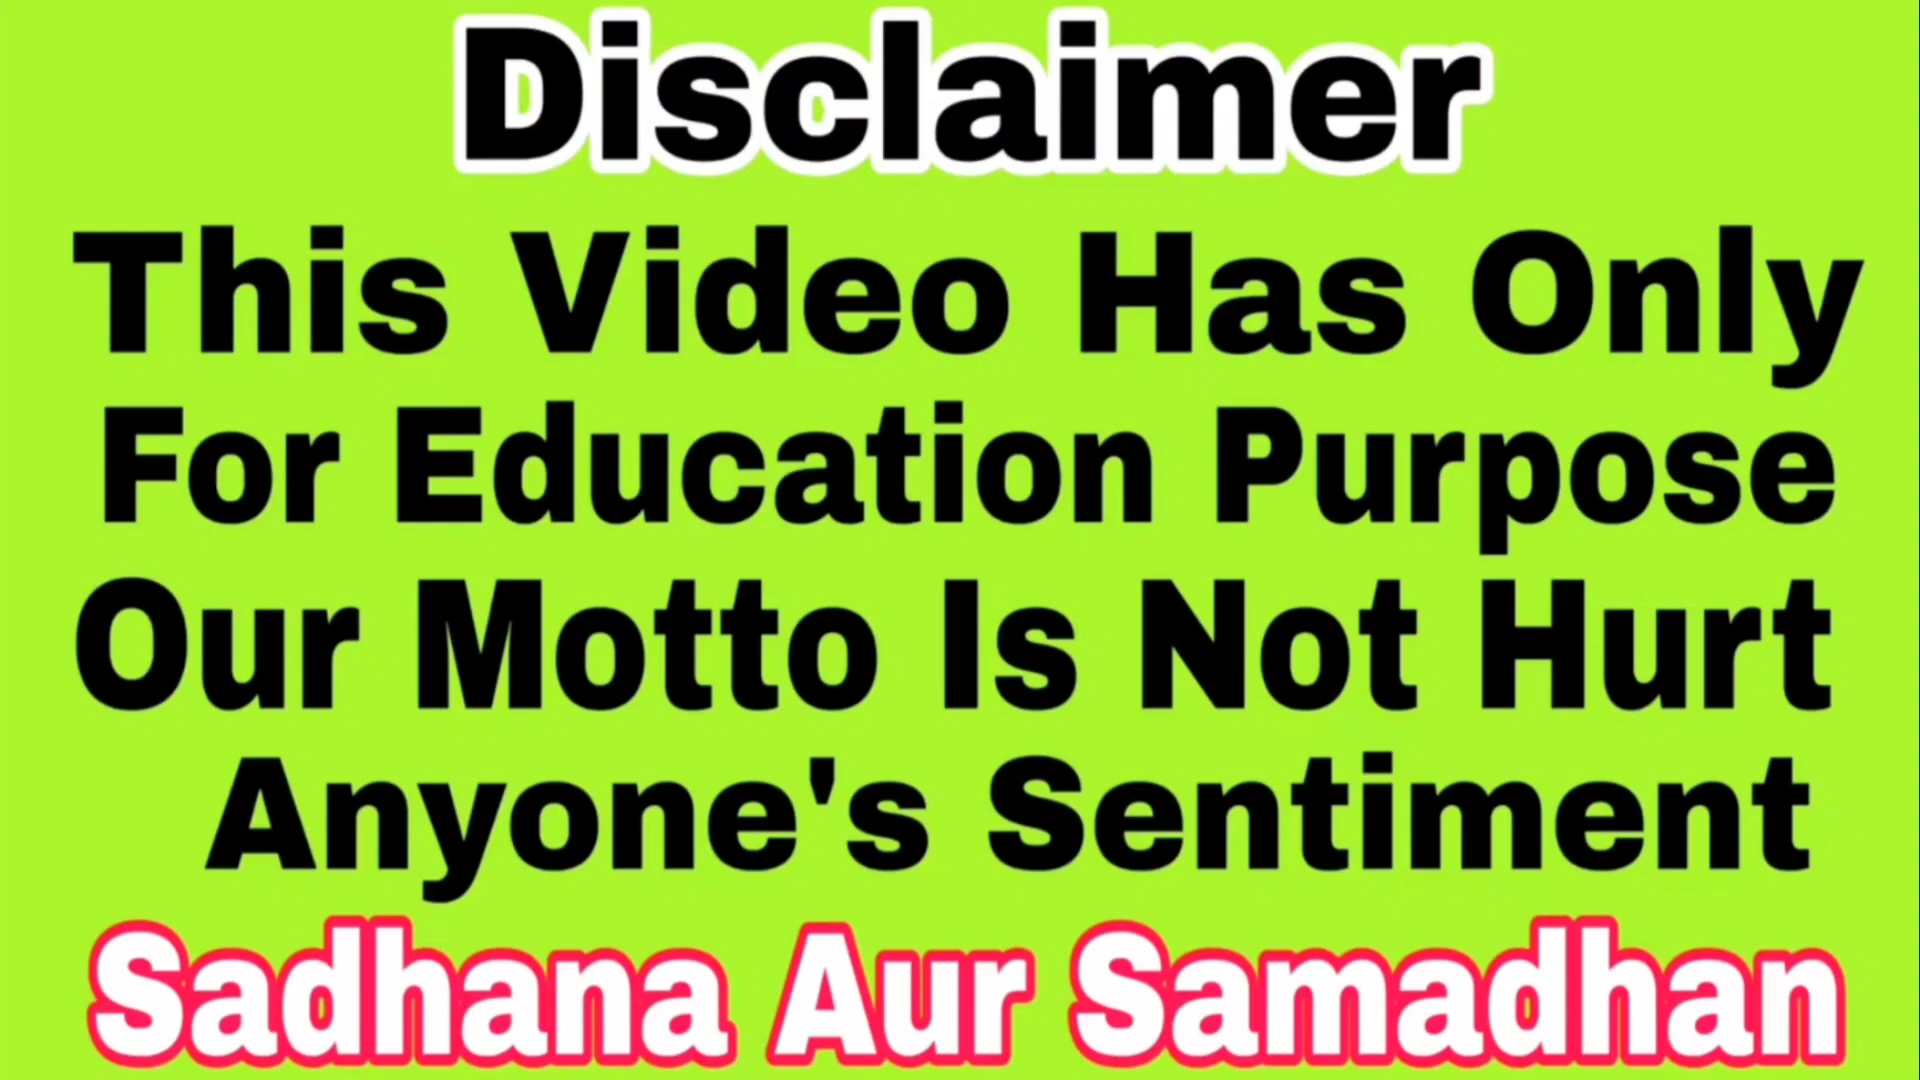 Disclaimer
This Video Has Only
For Education Purpose
Our Motto Is Not Hurt
Anyone's Sentiment
Sadhana Aur Samadhan